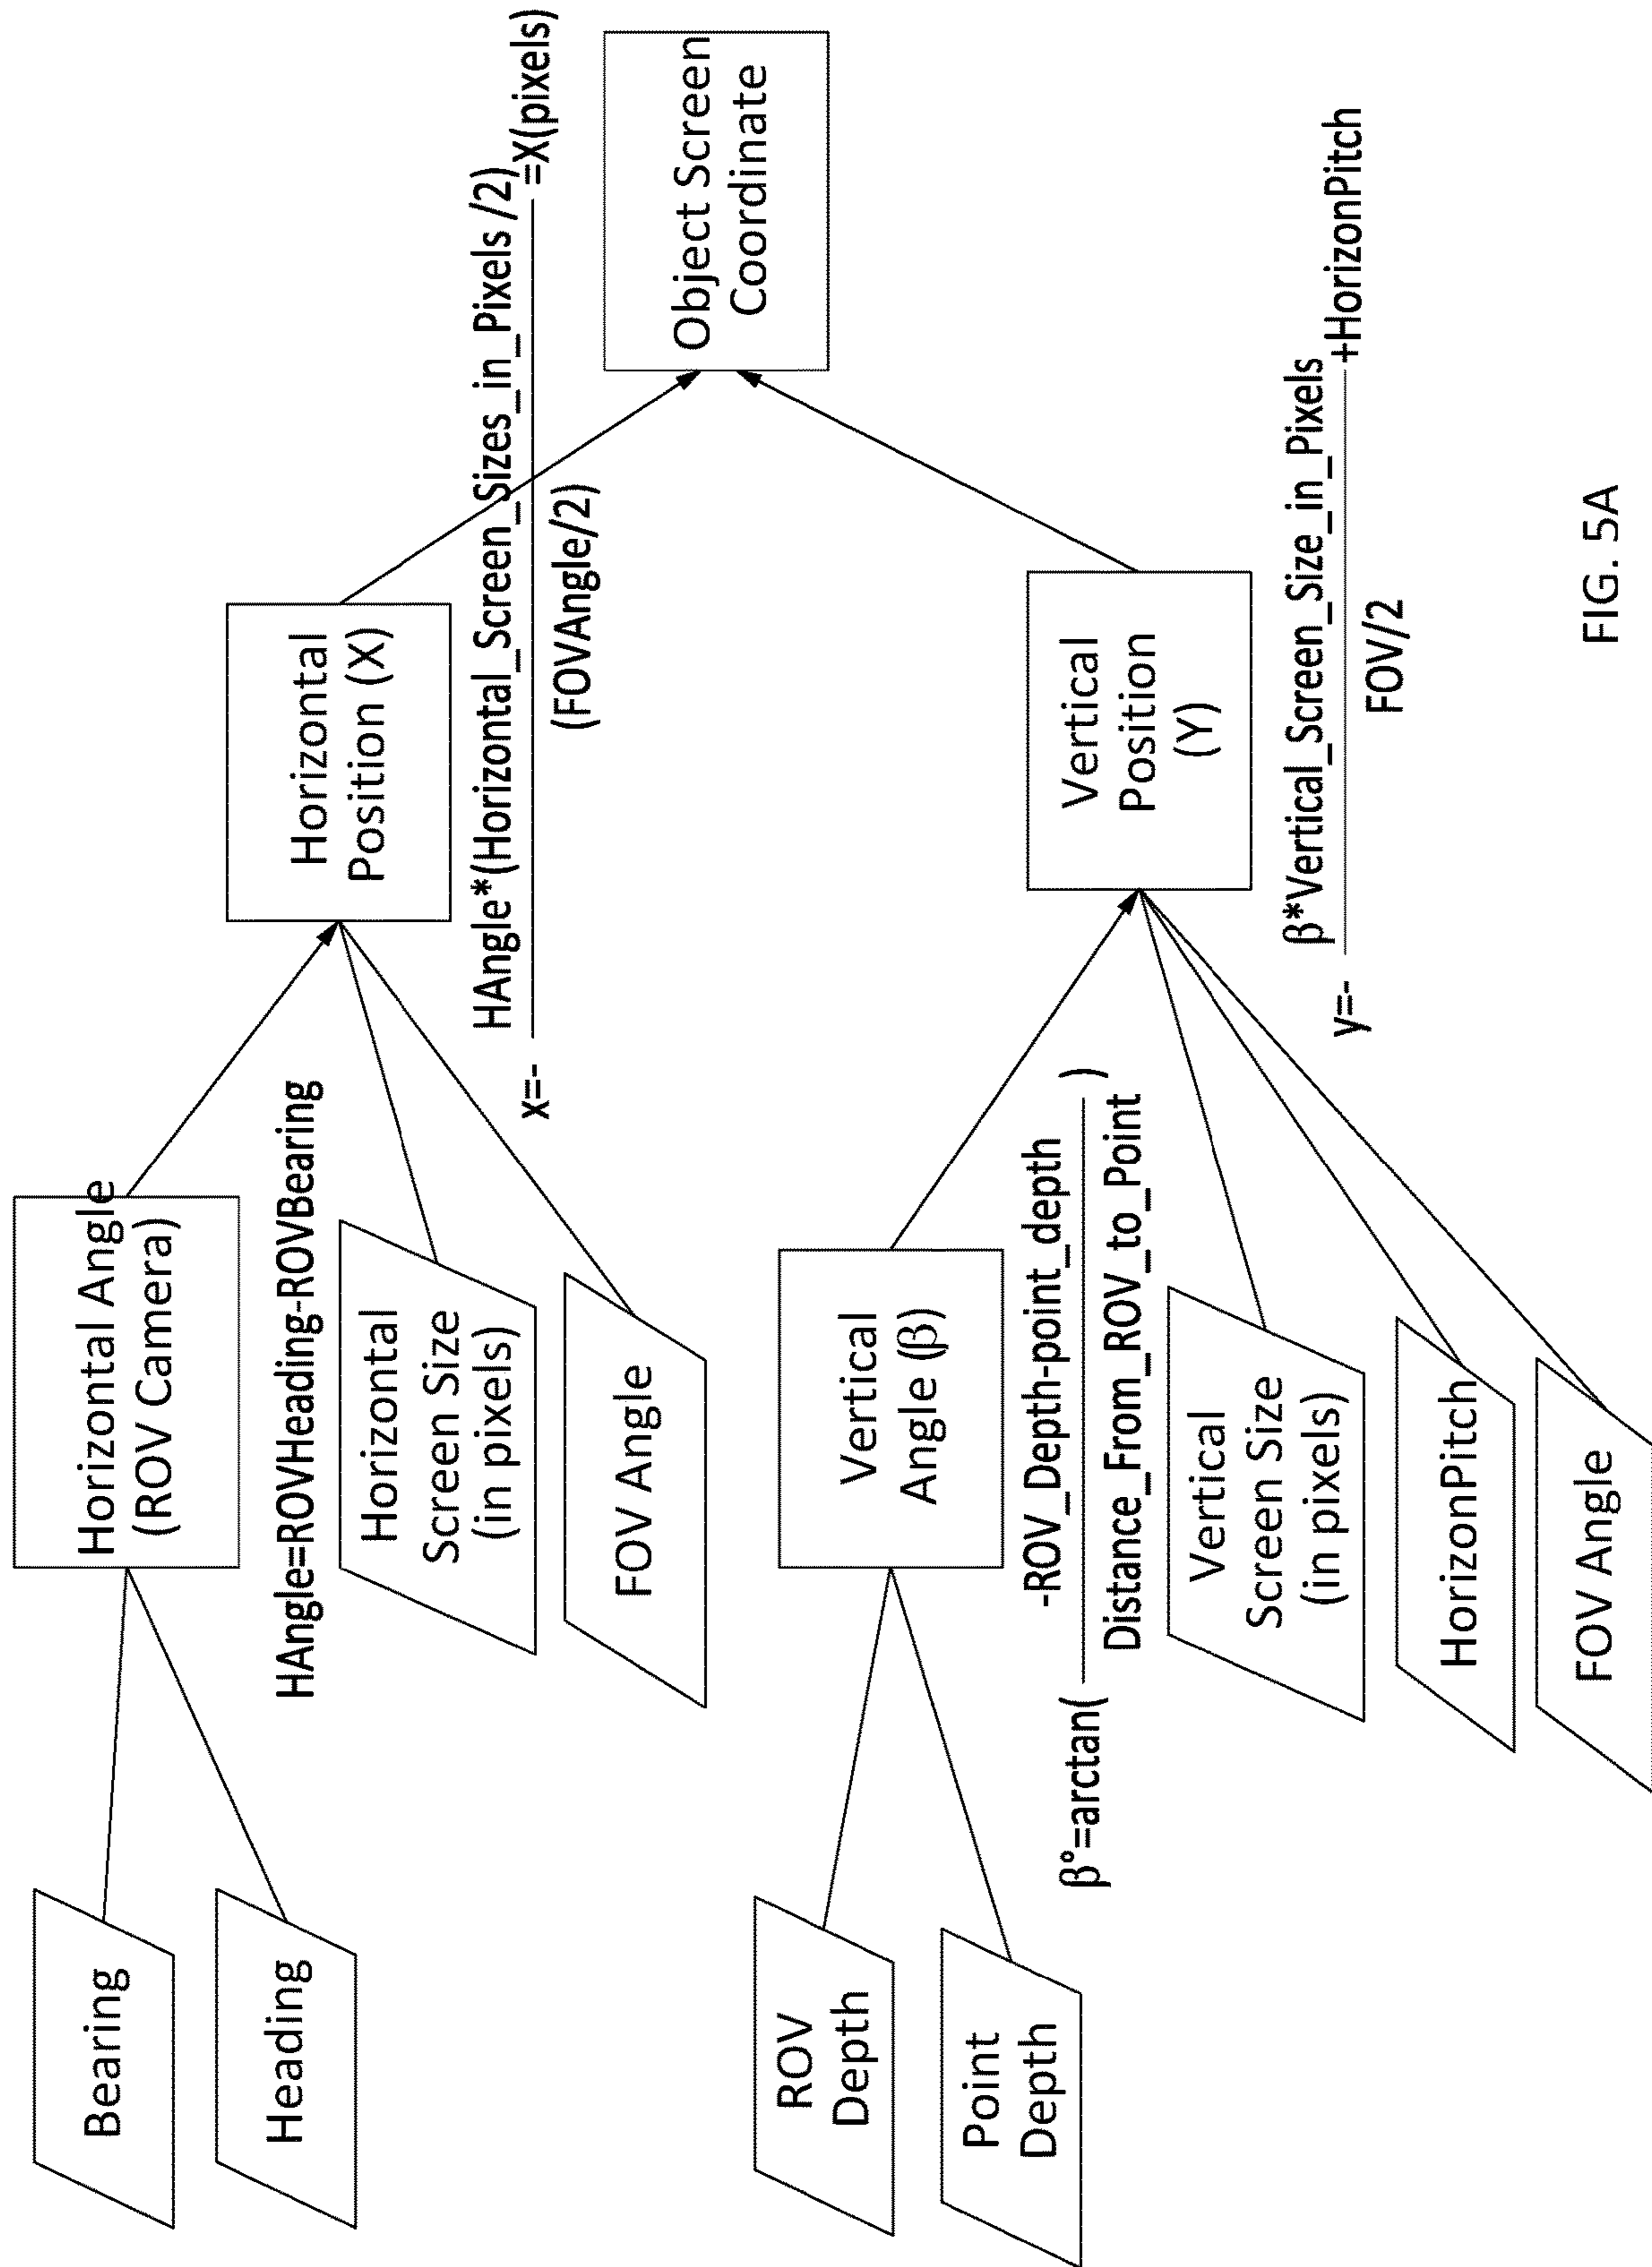 Bearing
Heading
Horizontal Angle
(ROV Camera)
HAngle=ROVHeading-ROVBearing
Horizontal
Screen Size
(in pixels)
FOV Angle
Horizontal
Position (X)
HAngle*(Horizontal_Screen_Sizes_in_Pixels /2)
x=- =X(pixels)
(FOVAngle/2)
Object Screen
Coordinate
ROV
Depth
Point
Depth
Vertical
Angle (β)
-ROV_Depth-point_depth
β°=arctan( )
Distance_From_ROV_to_Point
Vertical
Screen Size
(in pixels)
HorizonPitch
FOV Angle
Vertical
Position
(Y)
β*Vertical_Screen_Size_in_Pixels
y=- +HorizonPitch
FOV/2
FIG. 5A